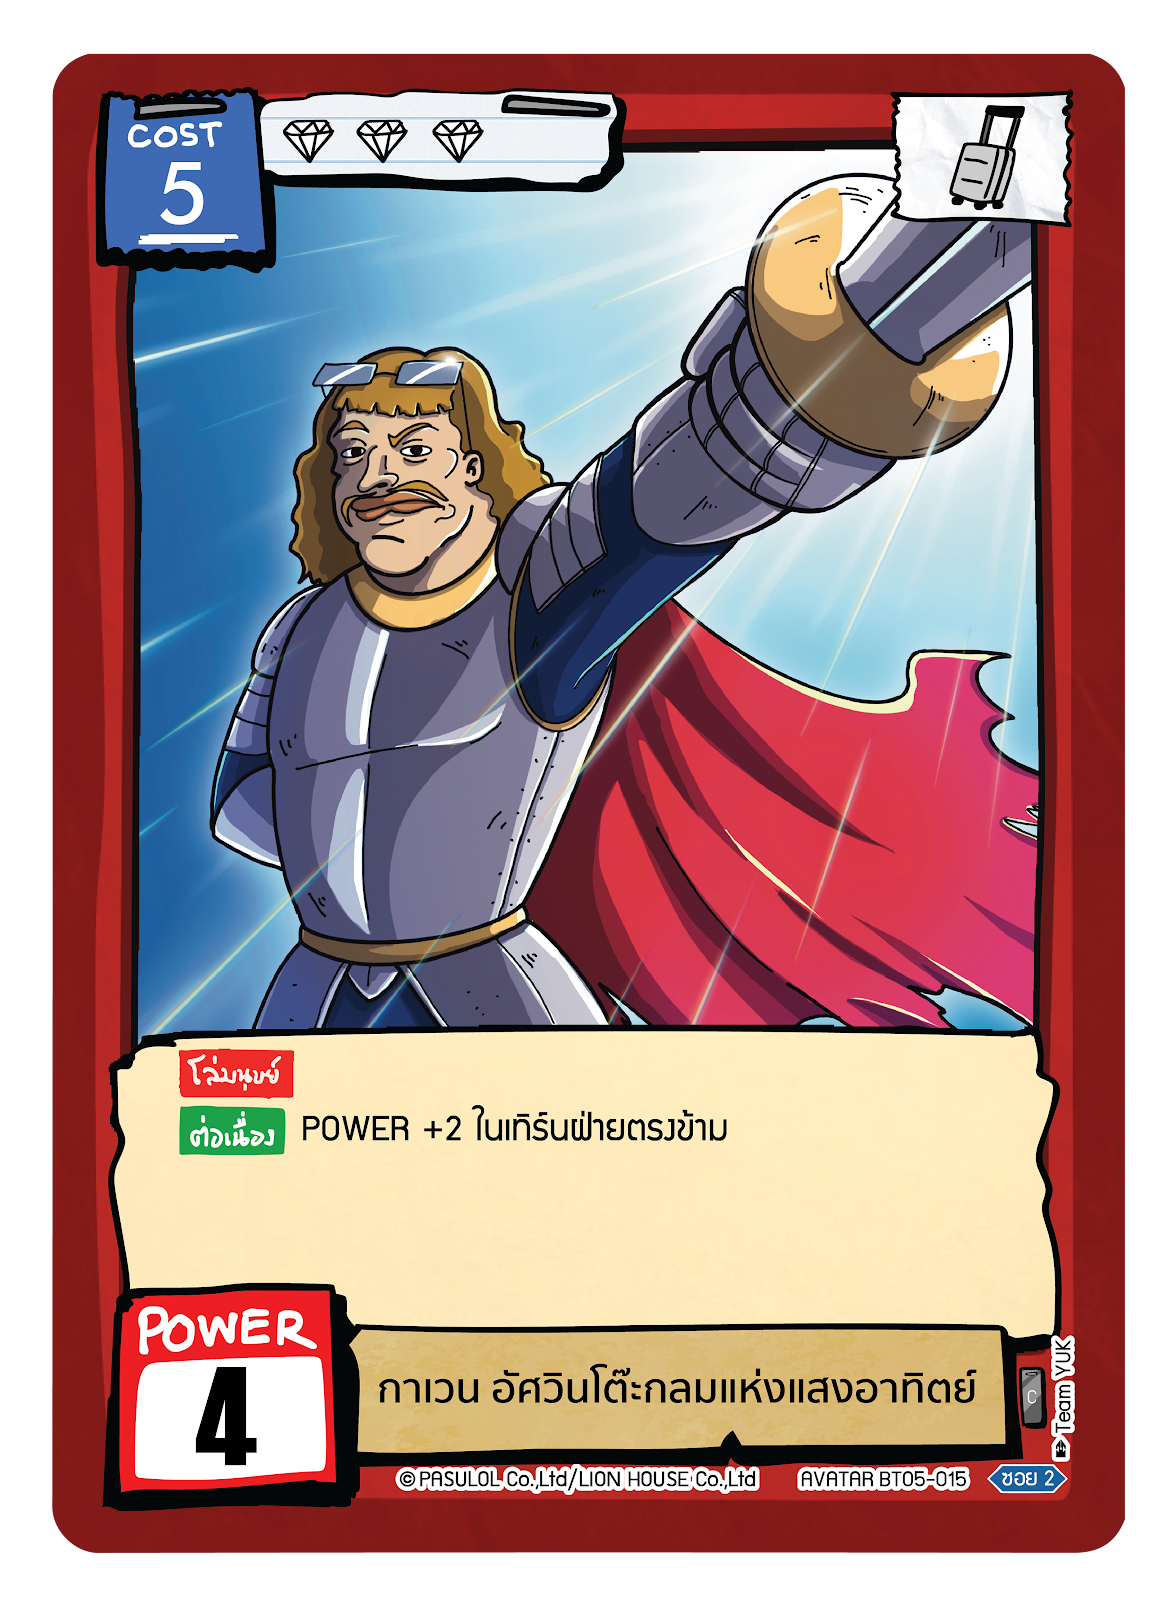 COST
5
โล่มนุษย์
ต่อเนื่อง POWER +2 ในเทิร์นฝ่ายตรงข้าม
POWER
4
กาเวน อัศวินโต๊ะกลมแห่งแสงอาทิตย์
C
Team YUK
© PASULOL Co.,Ltd/LION HOUSE Co.,Ltd AVATAR BT05-015 ซอย 2